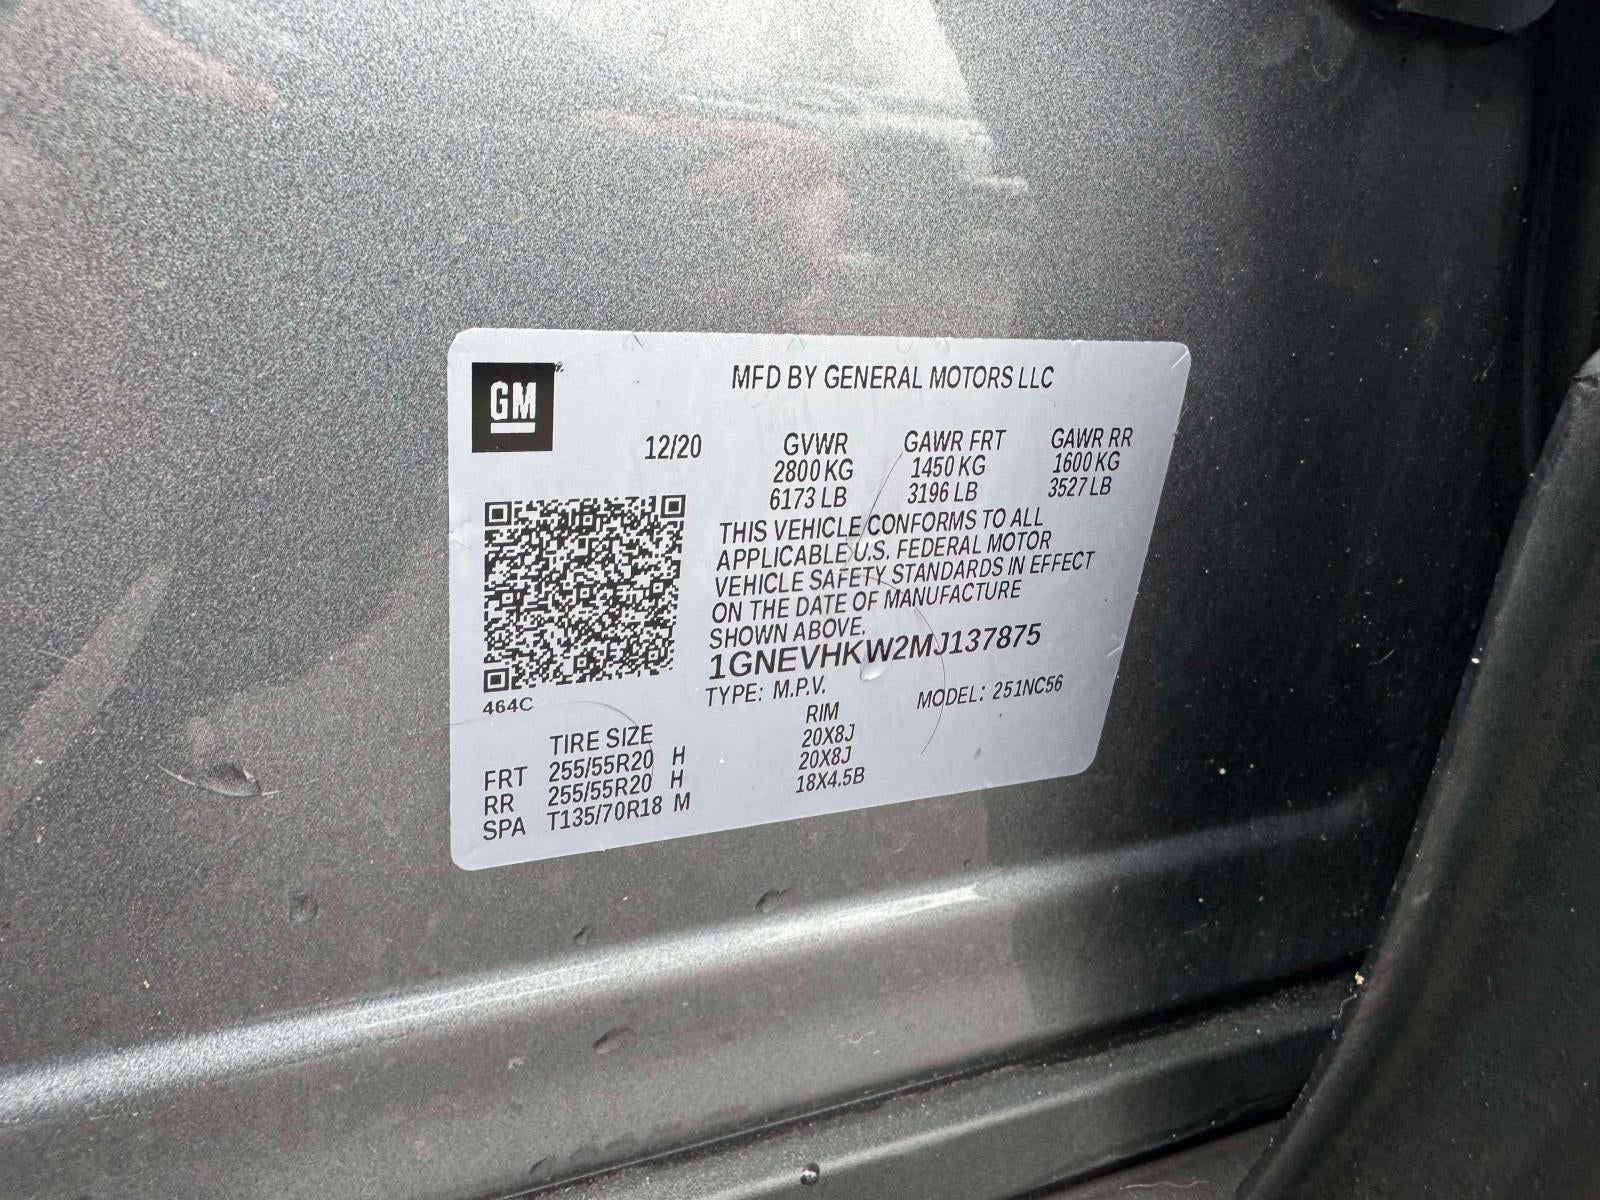 GM
MFD BY GENERAL MOTORS LLC
12/20 GVWR GAWR FRT GAWR RR
2800 KG 1450 KG 1600 KG
6173 LB 3196 LB 3527 LB
THIS VEHICLE CONFORMS TO ALL
APPLICABLE U.S. FEDERAL MOTOR
VEHICLE SAFETY STANDARDS IN EFFECT
ON THE DATE OF MANUFACTURE
SHOWN ABOVE.
1GNEVHKW2MJ137875
TYPE: M.P.V. MODEL: 251NC56
464C
TIRE SIZE RIM
FRT 255/55R20 H 20X8J
RR 255/55R20 H 20X8J
SPA T135/70R18 M 18X4.5B